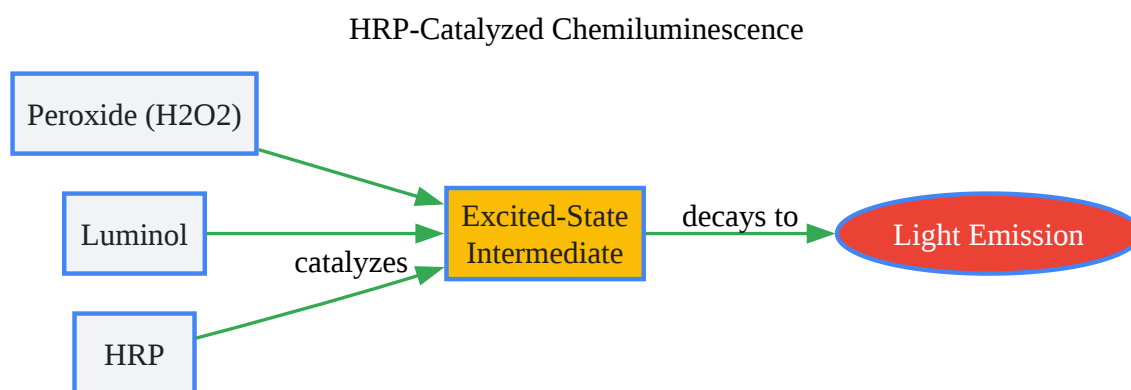 HRP-Catalyzed Chemiluminescence
Peroxide (H2O2)
Luminol
catalyzes
HRP
Excited-State
Intermediate
decays to
Light Emission